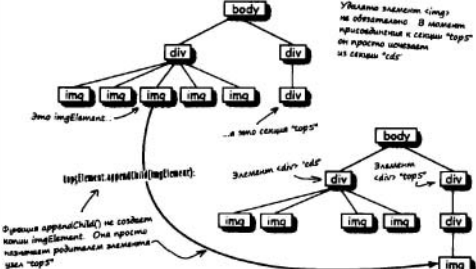 body
Удалять элемент <img>
не обязательно. В момент
присоединения к секции "top5"
он просто исчезает
из секции "cds"
div
div
img
img
img
img
img
div
Это imgElement...
...а это секция "top5"
body
top5Element.appendChild(imgElement);
Элемент <div> "cds"
Элемент
<div> "top5"
div
div
img
img
img
img
div
Функция appendChild() не создает
копии imgElement. Она просто
назначает родителем элемента
узел "top5"
img